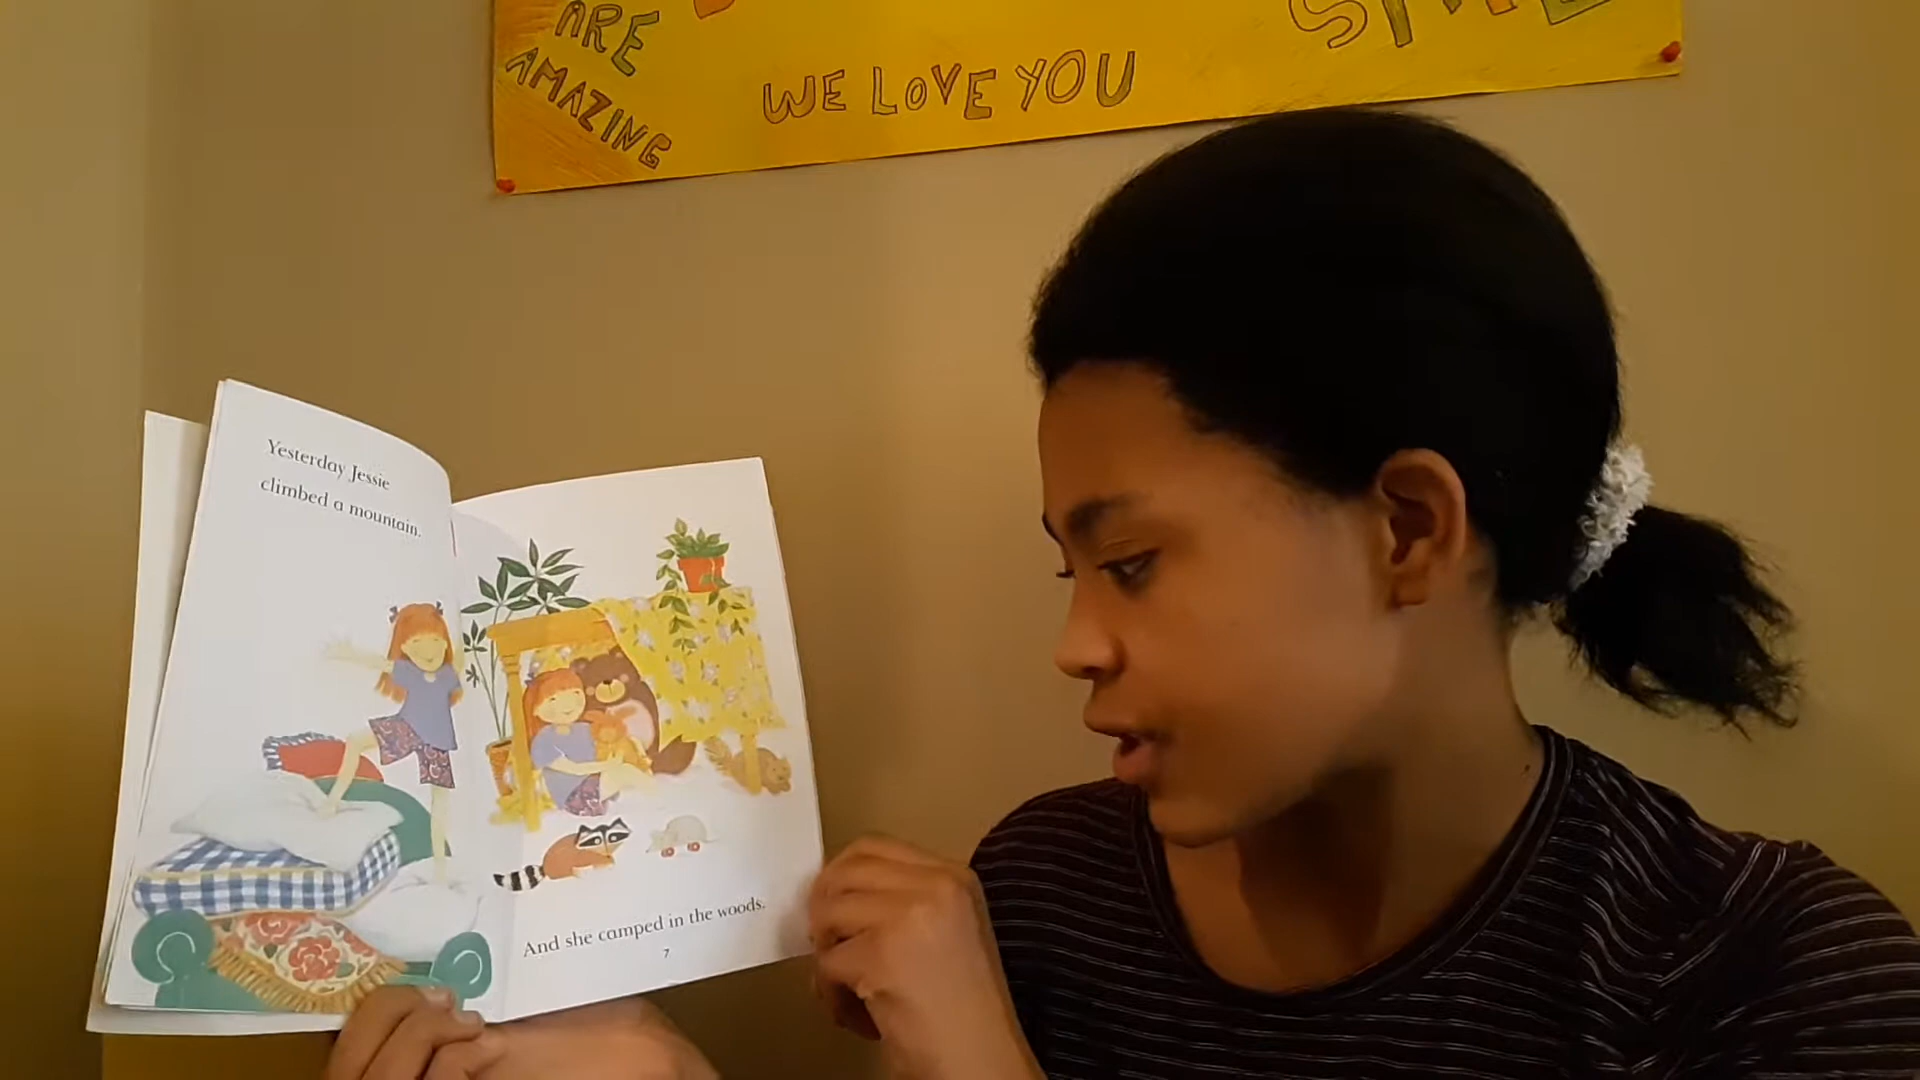 ARE
AMAZING
WE LOVE YOU
Yesterday Jessie
climbed a mountain.
And she camped in the woods.
7